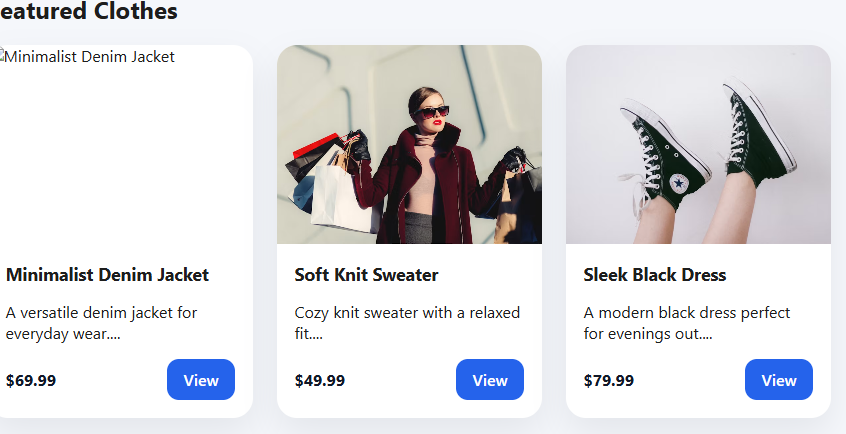 eatured Clothes
Minimalist Denim Jacket
Minimalist Denim Jacket
A versatile denim jacket for
everyday wear....
$69.99
View
Soft Knit Sweater
Cozy knit sweater with a relaxed
fit....
$49.99
View
Sleek Black Dress
A modern black dress perfect
for evenings out....
$79.99
View